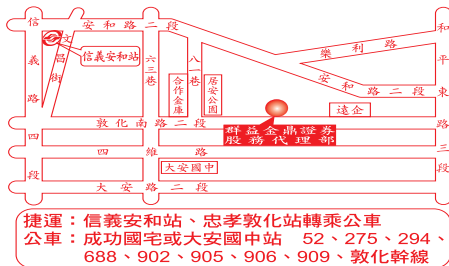 信義路四段
安和路二段
和平東路三段
文昌街
信義安和站
六三巷
八一巷
合作金庫
居安公園
樂利路
安和路二段
遠企
敦化南路二段
群益金鼎證券
股務代理部
四維路
大安國中
大安路二段
捷運：信義安和站、忠孝敦化站轉乘公車
公車：成功國宅或大安國中站　52、275、294、
688、902、905、906、909、敦化幹線